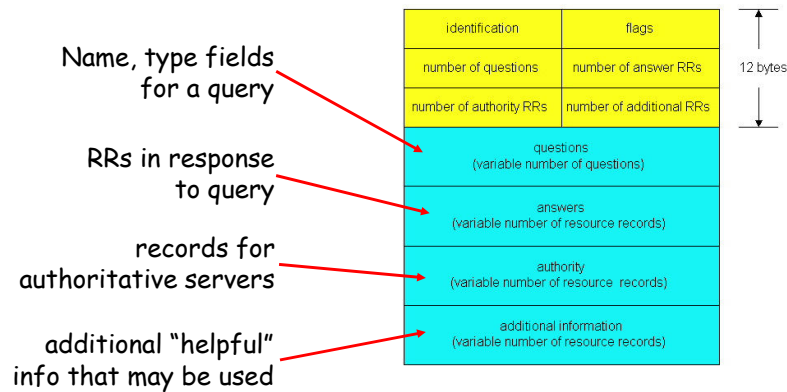 identification flags
Name, type fields
for a query
number of questions number of answer RRs 12 bytes
number of authority RRs number of additional RRs
questions
(variable number of questions)
RRs in response
to query
answers
(variable number of resource records)
records for
authoritative servers
authority
(variable number of resource records)
additional “helpful”
info that may be used
additional information
(variable number of resource records)